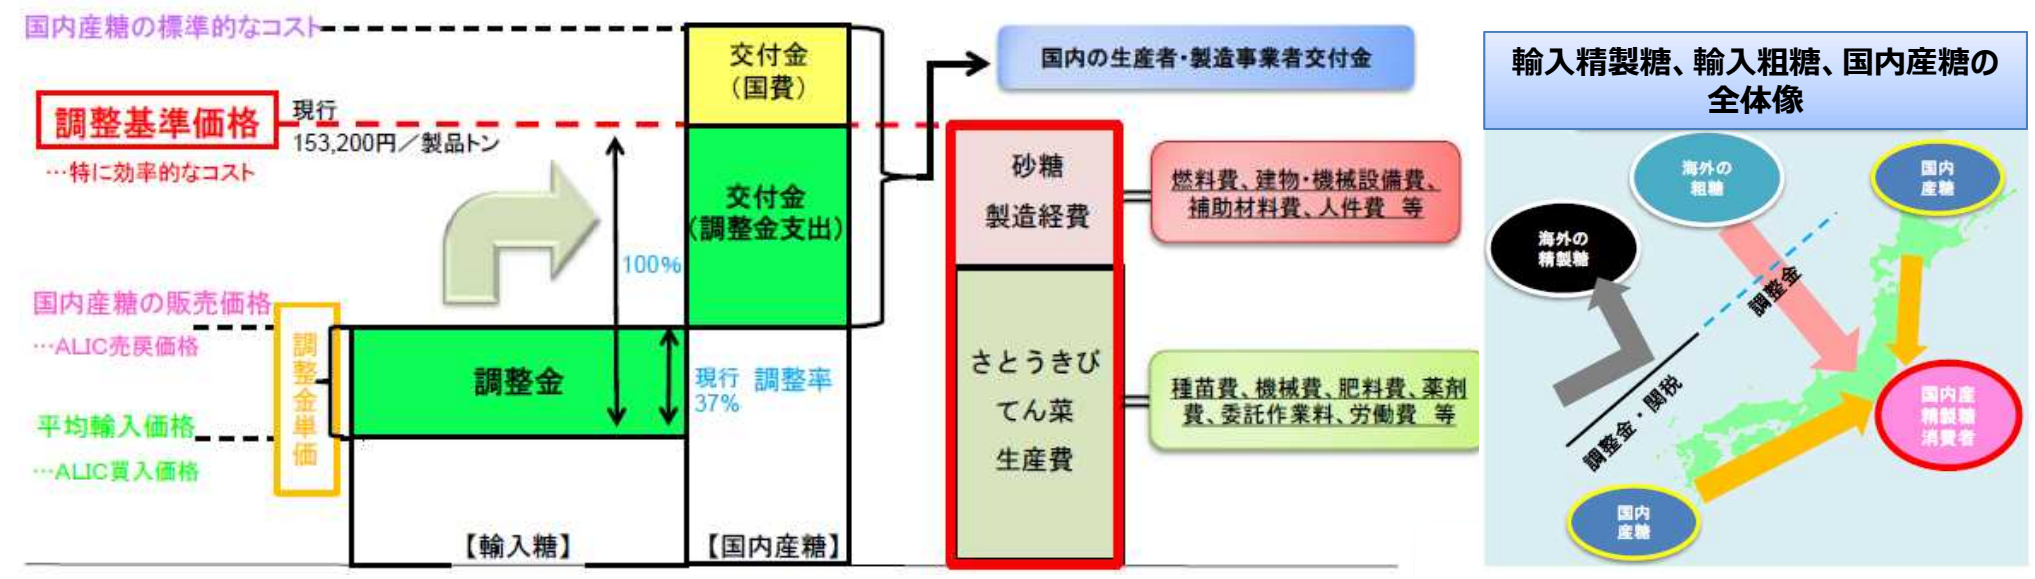 国内産糖の標準的なコスト
交付金
（国費）
国内の生産者・製造事業者交付金
調整基準価格
現行
153,200円／製品トン
…特に効率的なコスト
交付金
（調整金支出）
100%
砂糖
製造経費
燃料費、建物・機械設備費、
補助材料費、人件費 等
国内産糖の販売価格
…ALIC売戻価格
調整金単価
調整金
現行 調整率
37%
平均輸入価格
…ALIC買入価格
さとうきび
てん菜
生産費
種苗費、機械費、肥料費、薬剤
費、委託作業料、労働費 等
【輸入糖】
【国内産糖】
輸入精製糖、輸入粗糖、国内産糖の
全体像
海外の
粗糖
国内
産糖
海外の
精製糖
調整金
調整金・関税
国内産
精製糖
消費者
国内
産糖